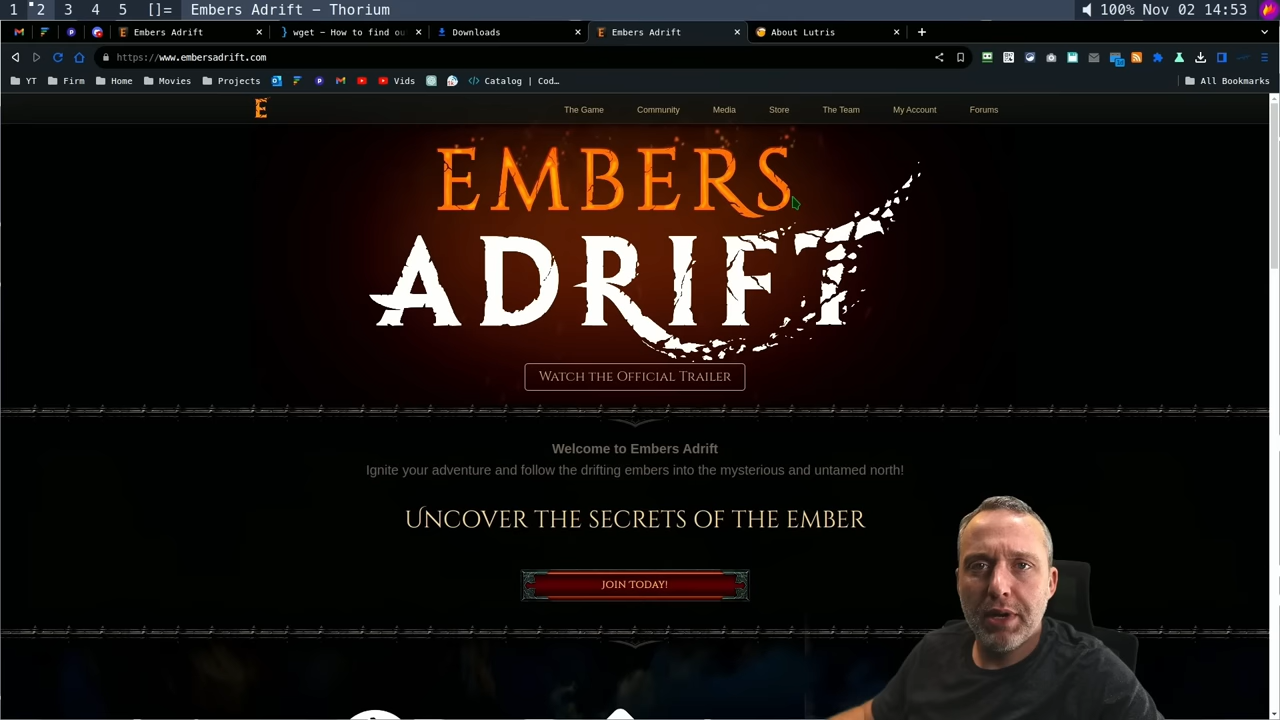 1 2 3 4 5 []= Embers Adrift – Thorium 100% Nov 02 14:53
Embers Adrift wget – How to find ou Downloads Embers Adrift About Lutris
https://www.embersadrift.com
YT Firm Home Movies Projects Vids Catalog | Cod… All Bookmarks
E The Game Community Media Store The Team My Account Forums
EMBERS
ADRIFT
Watch the Official Trailer
Welcome to Embers Adrift
Ignite your adventure and follow the drifting embers into the mysterious and untamed north!
Uncover the secrets of the Ember
Join Today!